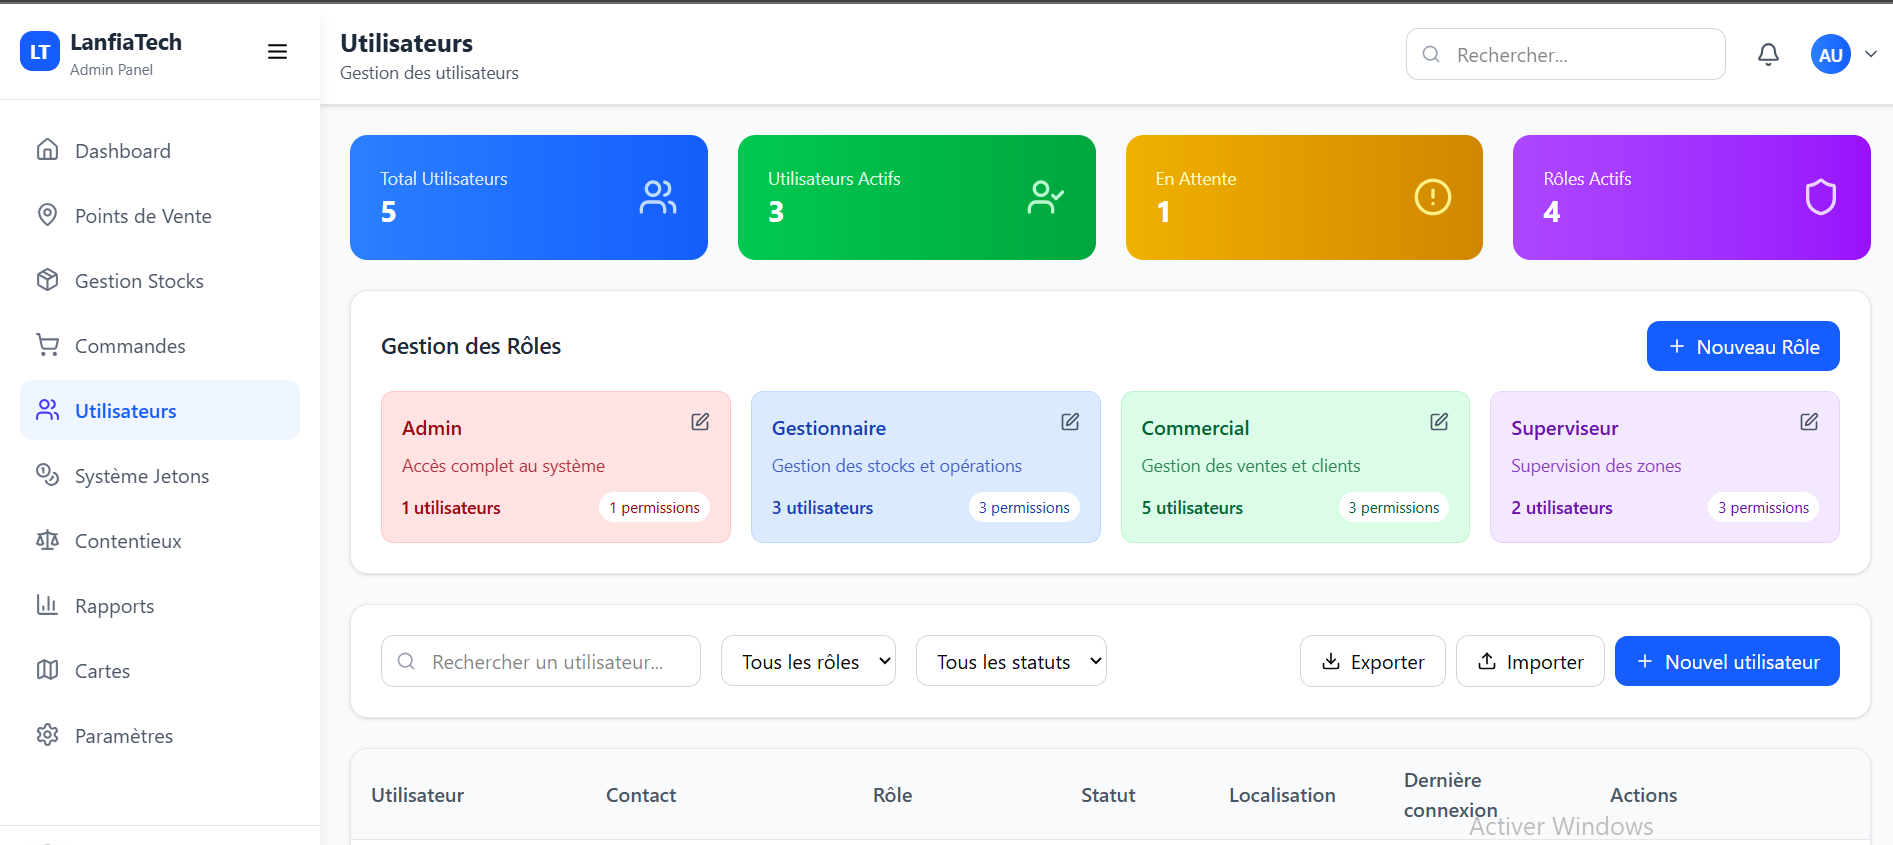 LT
LanfiaTech
Admin Panel
Utilisateurs
Gestion des utilisateurs
Rechercher...
AU
Dashboard
Points de Vente
Gestion Stocks
Commandes
Utilisateurs
Système Jetons
Contentieux
Rapports
Cartes
Paramètres
Total Utilisateurs
5
Utilisateurs Actifs
3
En Attente
1
Rôles Actifs
4
Gestion des Rôles
Nouveau Rôle
Admin
Accès complet au système
1 utilisateurs
1 permissions
Gestionnaire
Gestion des stocks et opérations
3 utilisateurs
3 permissions
Commercial
Gestion des ventes et clients
5 utilisateurs
3 permissions
Superviseur
Supervision des zones
2 utilisateurs
3 permissions
Rechercher un utilisateur...
Tous les rôles
Tous les statuts
Exporter
Importer
Nouvel utilisateur
Utilisateur
Contact
Rôle
Statut
Localisation
Dernière
connexion
Actions
Activer Windows